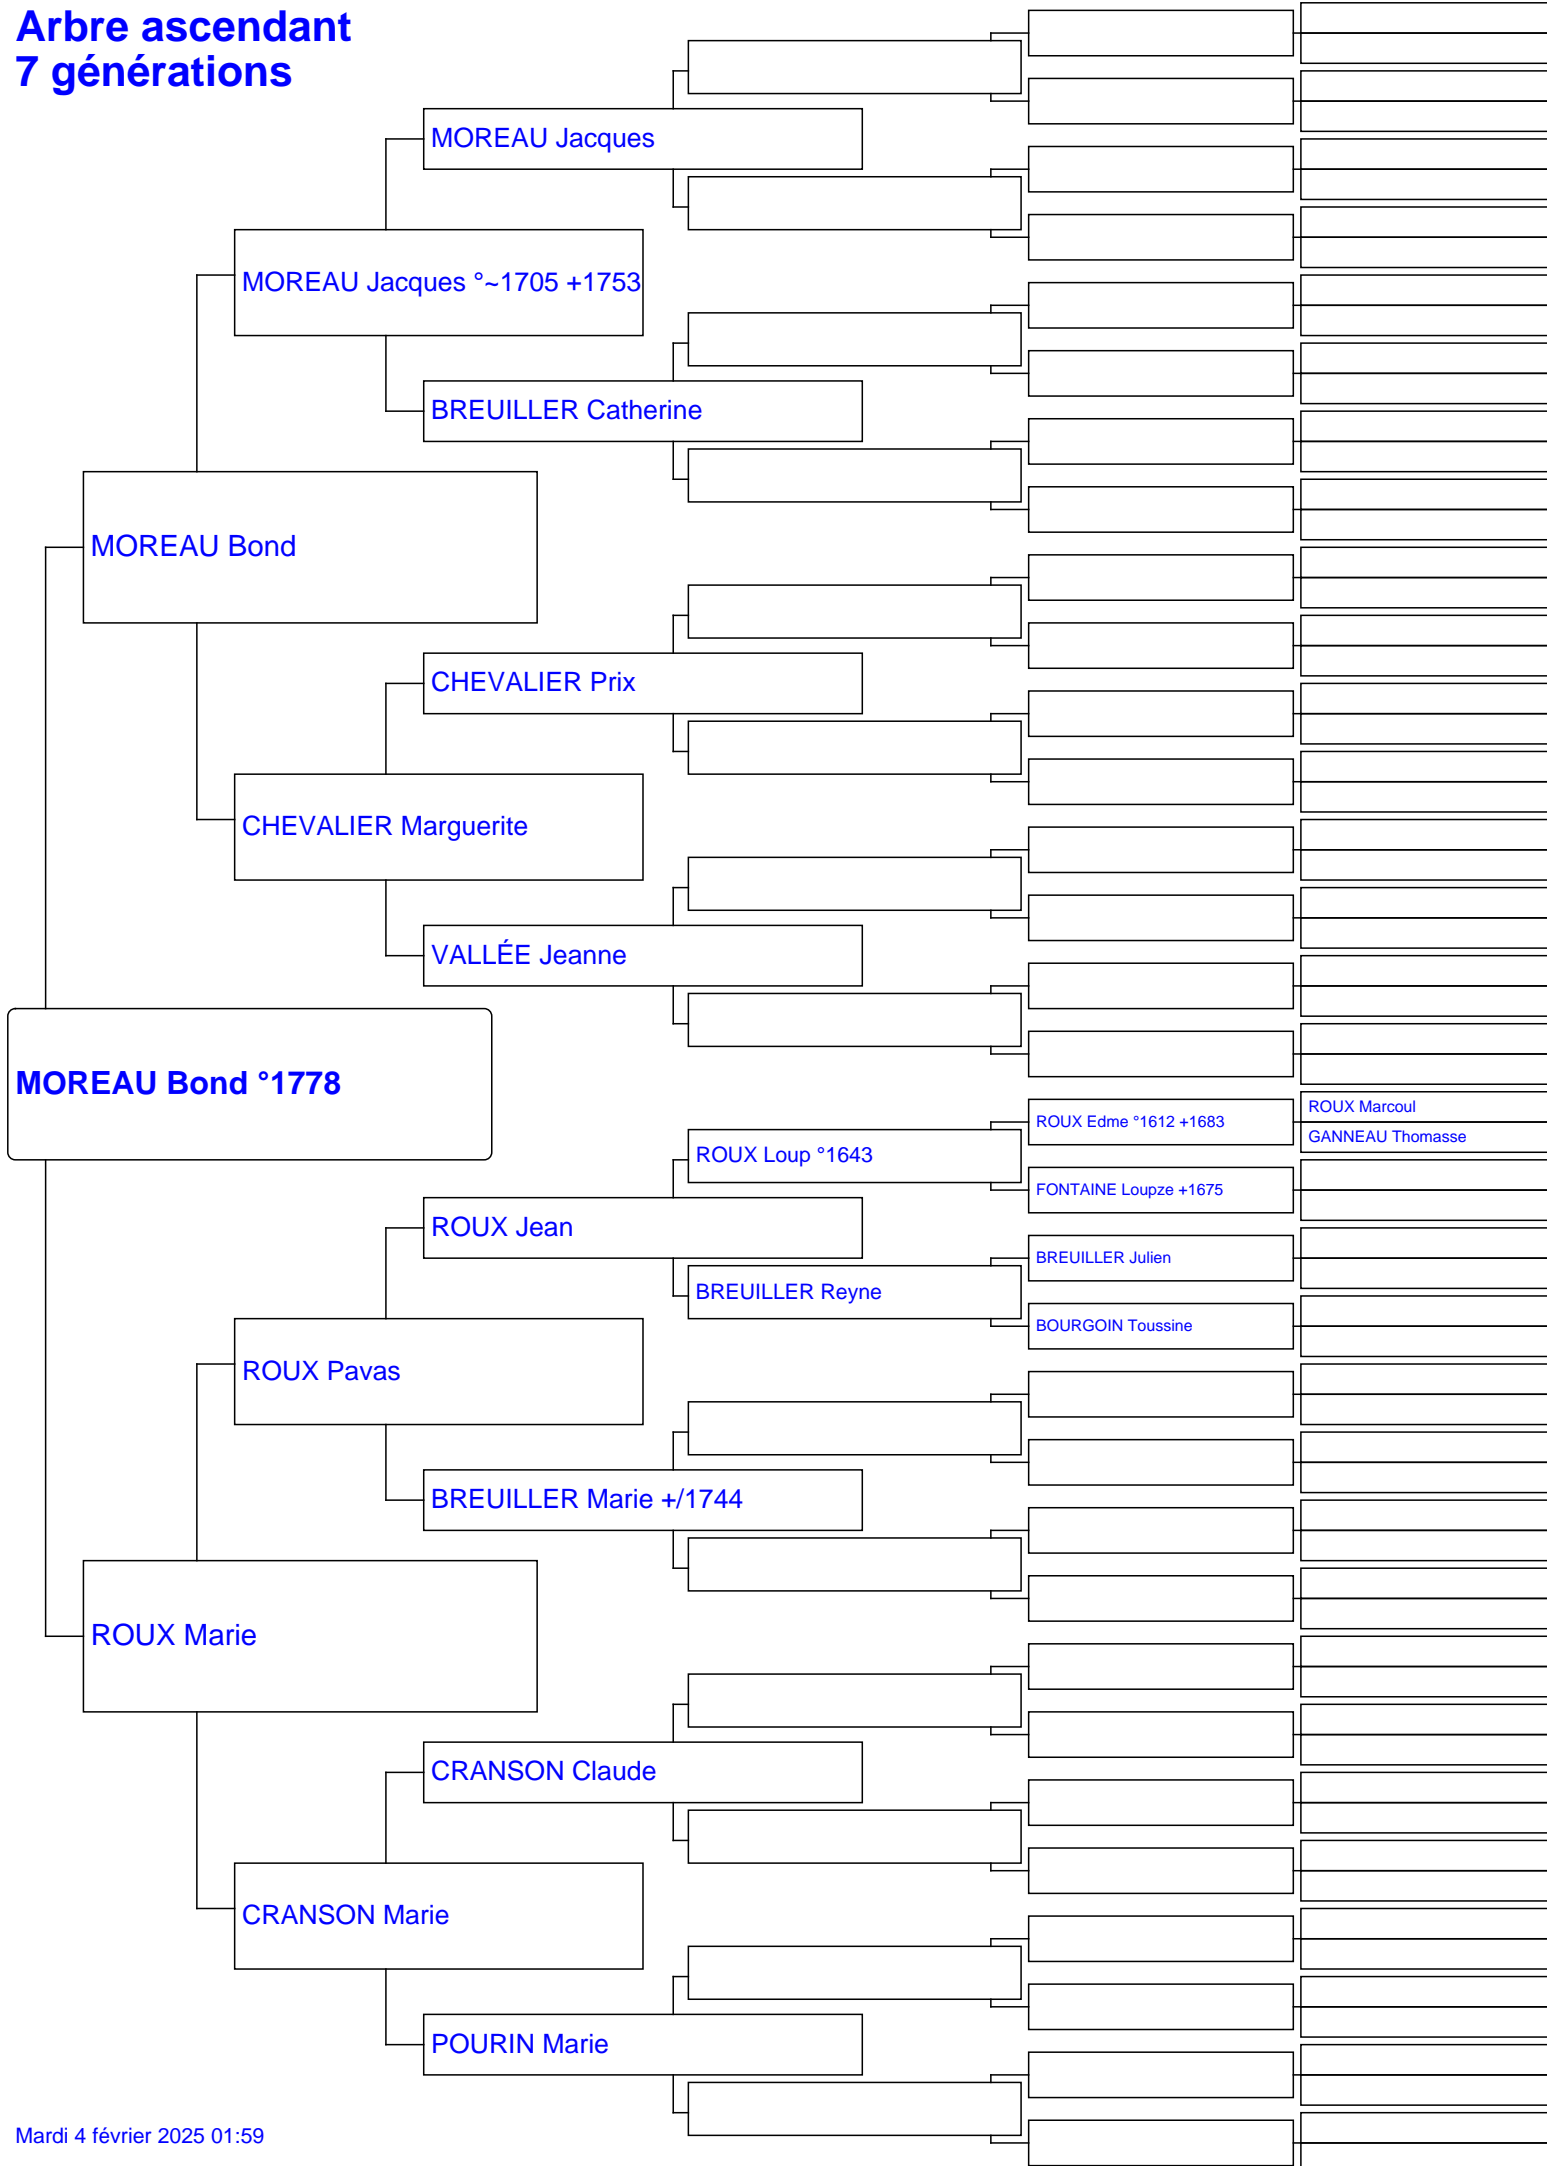 Arbre ascendant
7 générations
MOREAU Jacques
MOREAU Jacques °~1705 +1753
BREUILLER Catherine
MOREAU Bond
CHEVALIER Prix
CHEVALIER Marguerite
VALLÉE Jeanne
MOREAU Bond °1778
ROUX Marcoul
ROUX Edme °1612 +1683
GANNEAU Thomasse
ROUX Loup °1643
FONTAINE Loupze +1675
ROUX Jean
BREUILLER Julien
BREUILLER Reyne
BOURGOIN Toussine
ROUX Pavas
BREUILLER Marie +/1744
ROUX Marie
CRANSON Claude
CRANSON Marie
POURIN Marie
Mardi 4 février 2025 01:59